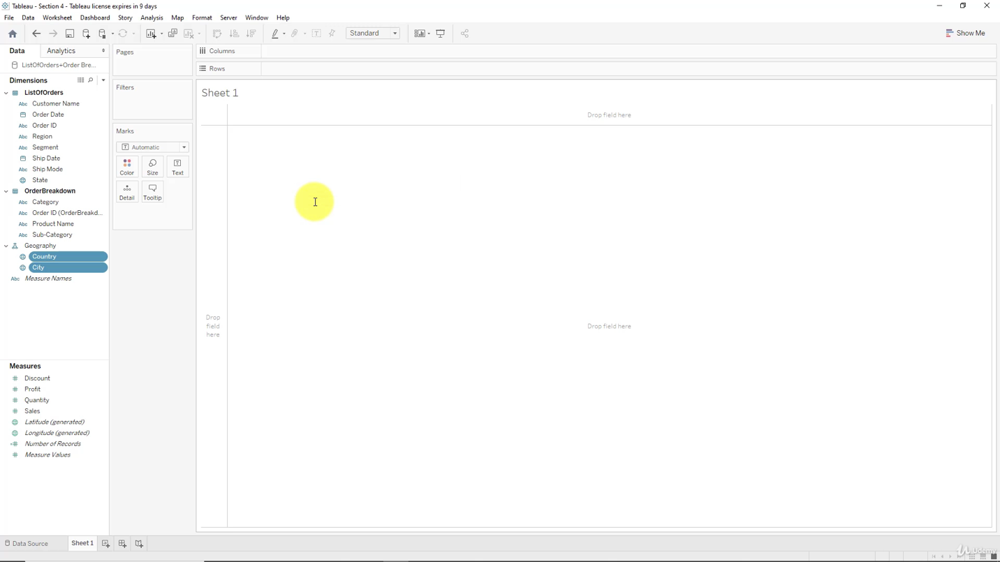 Tableau - Section 4 - Tableau license expires in 9 days
File Data Worksheet Dashboard Story Analysis Map Format Server Window Help
Standard
Show Me
Data Analytics
ListOfOrders+Order Bre...
Dimensions
ListOfOrders
Abc Customer Name
Order Date
Abc Order ID
Abc Region
Abc Segment
Ship Date
Abc Ship Mode
State
OrderBreakdown
Abc Category
Abc Order ID (OrderBreakd...
Abc Product Name
Abc Sub-Category
Geography
Country
City
Abc Measure Names
Measures
Discount
Profit
Quantity
Sales
Latitude (generated)
Longitude (generated)
Number of Records
Measure Values
Pages
Filters
Marks
Automatic
Color Size Text
Detail Tooltip
Columns
Rows
Sheet 1
Drop field here
Drop
field
here
Drop field here
Data Source Sheet 1
Udemy